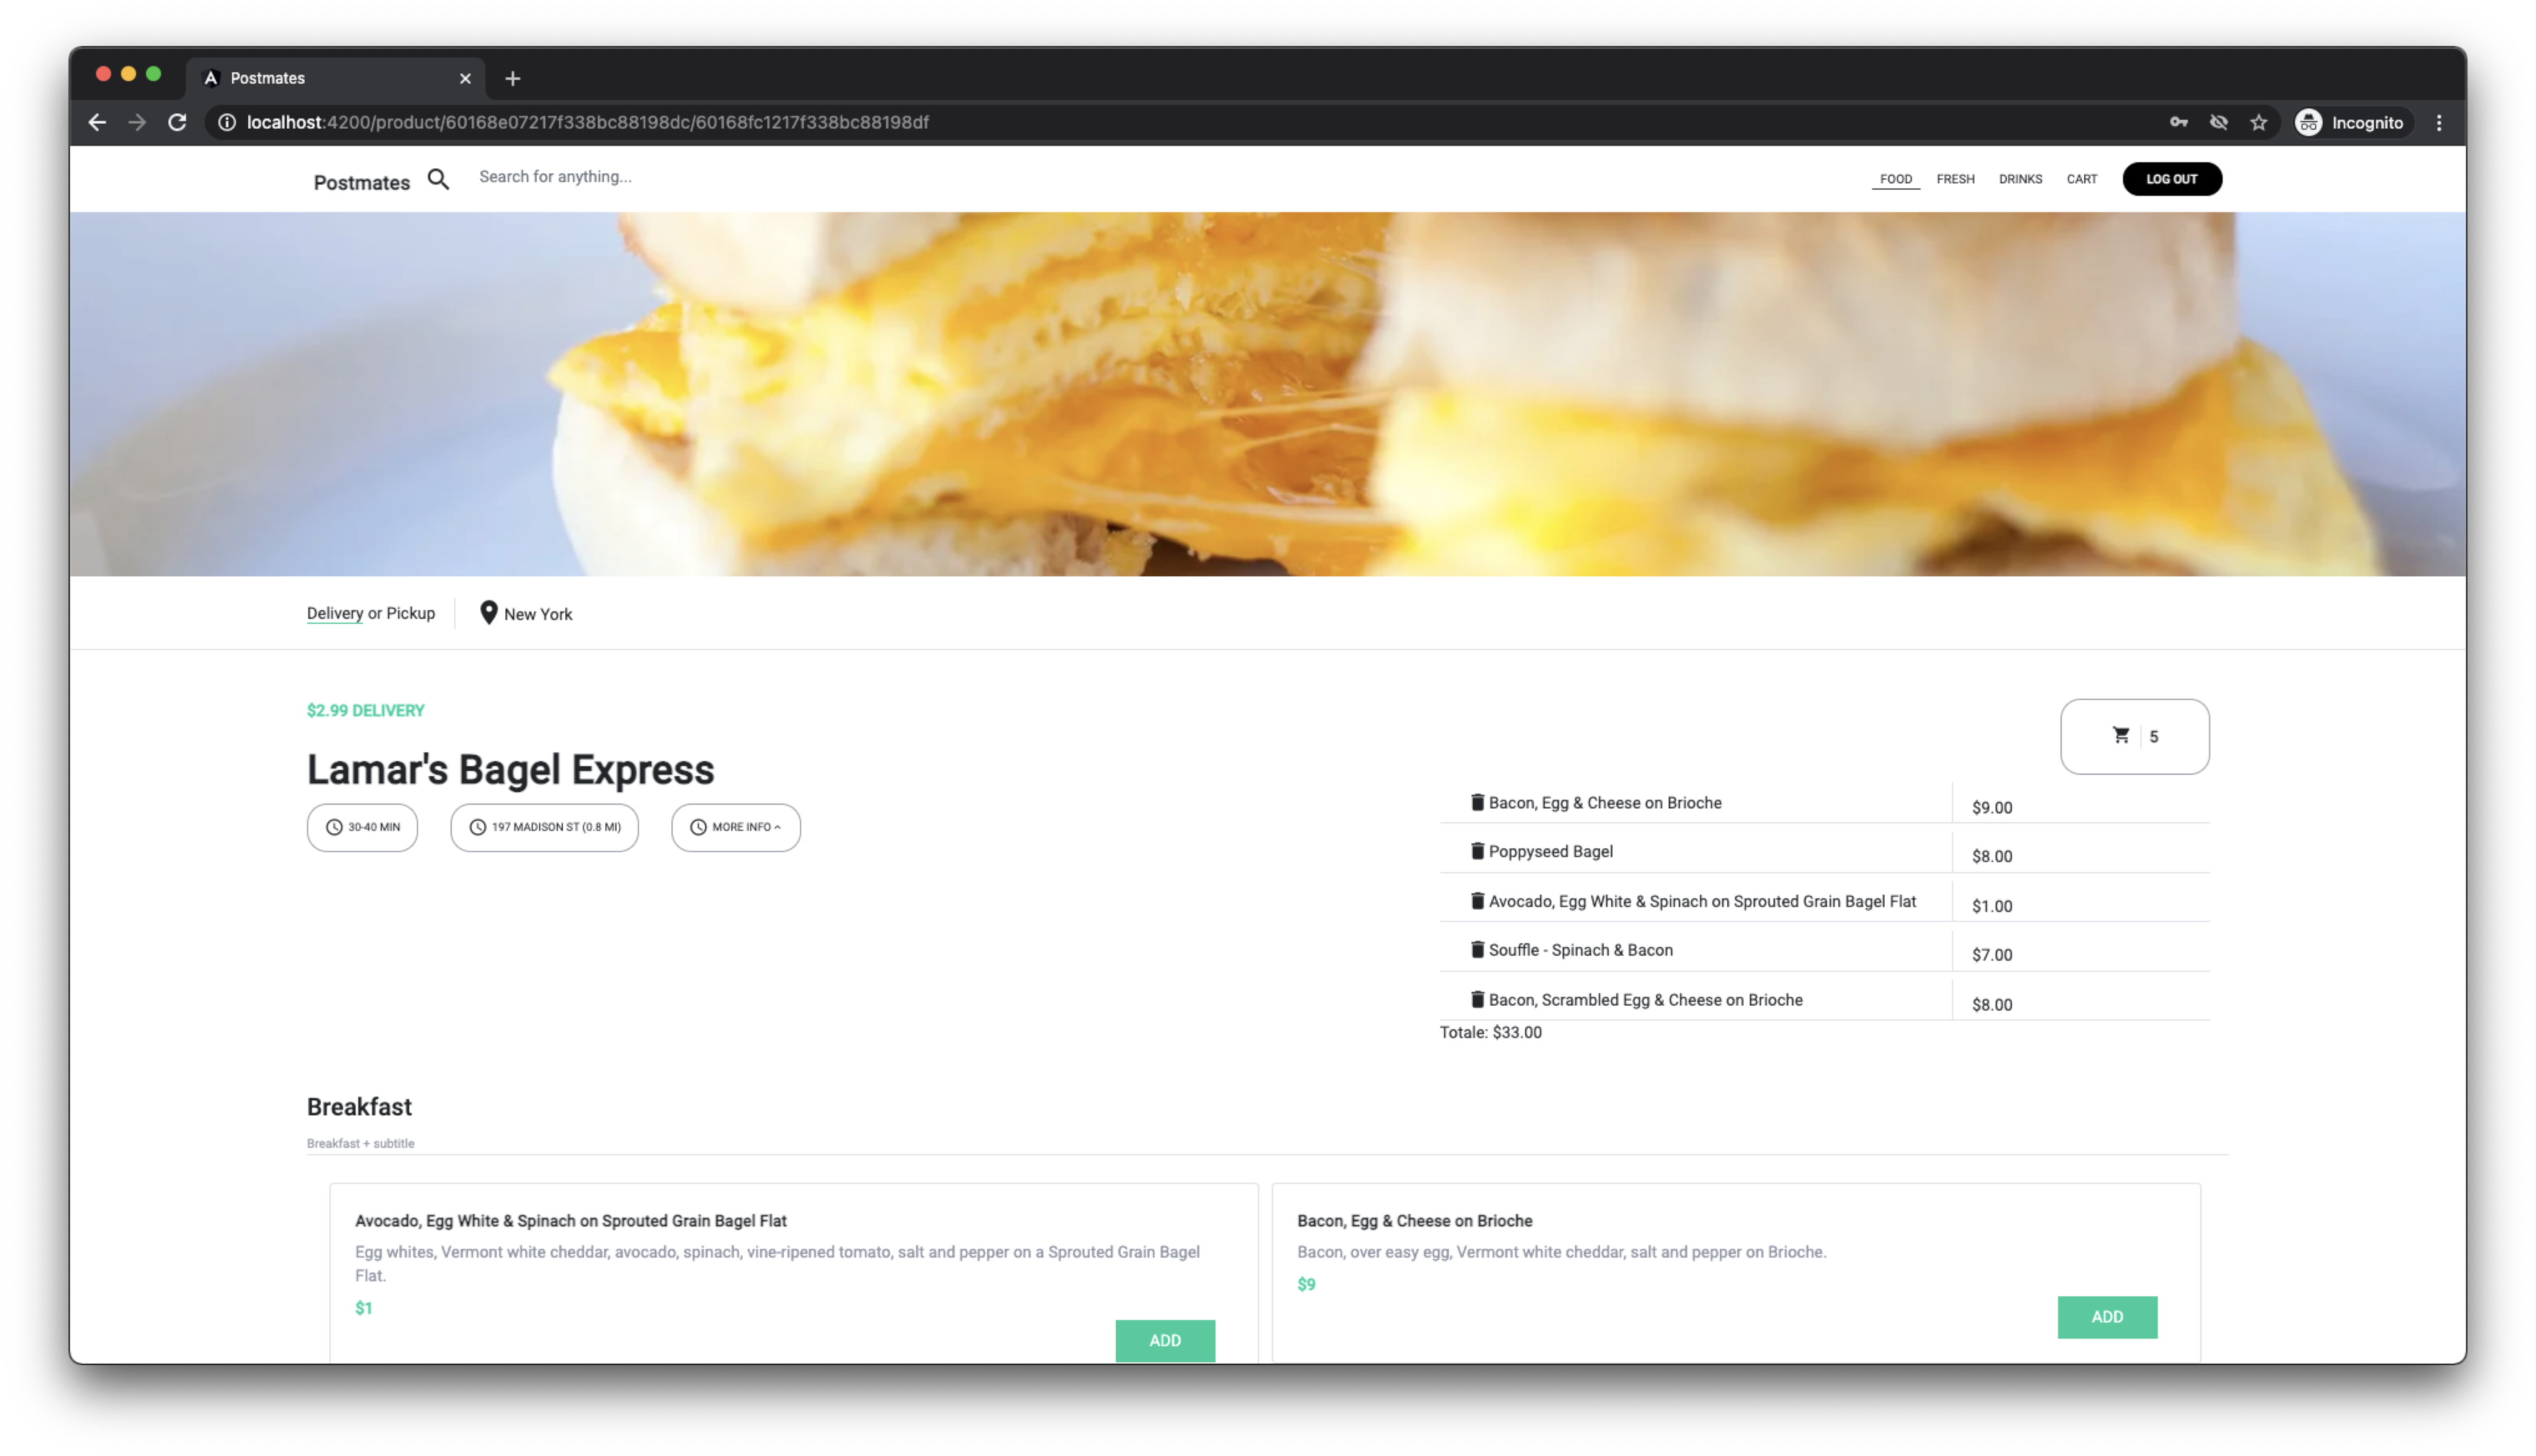 Postmates
localhost:4200/product/60168e07217f338bc88198dc/60168fc1217f338bc88198df
Incognito
Postmates
Search for anything...
FOOD FRESH DRINKS CART LOG OUT
Delivery or Pickup
New York
$2.99 DELIVERY
Lamar's Bagel Express
30-40 MIN
197 MADISON ST (0.8 MI)
MORE INFO
5
Bacon, Egg & Cheese on Brioche $9.00
Poppyseed Bagel $8.00
Avocado, Egg White & Spinach on Sprouted Grain Bagel Flat $1.00
Souffle - Spinach & Bacon $7.00
Bacon, Scrambled Egg & Cheese on Brioche $8.00
Totale: $33.00
Breakfast
Breakfast + subtitle
Avocado, Egg White & Spinach on Sprouted Grain Bagel Flat
Egg whites, Vermont white cheddar, avocado, spinach, vine-ripened tomato, salt and pepper on a Sprouted Grain Bagel
Flat.
$1
ADD
Bacon, Egg & Cheese on Brioche
Bacon, over easy egg, Vermont white cheddar, salt and pepper on Brioche.
$9
ADD